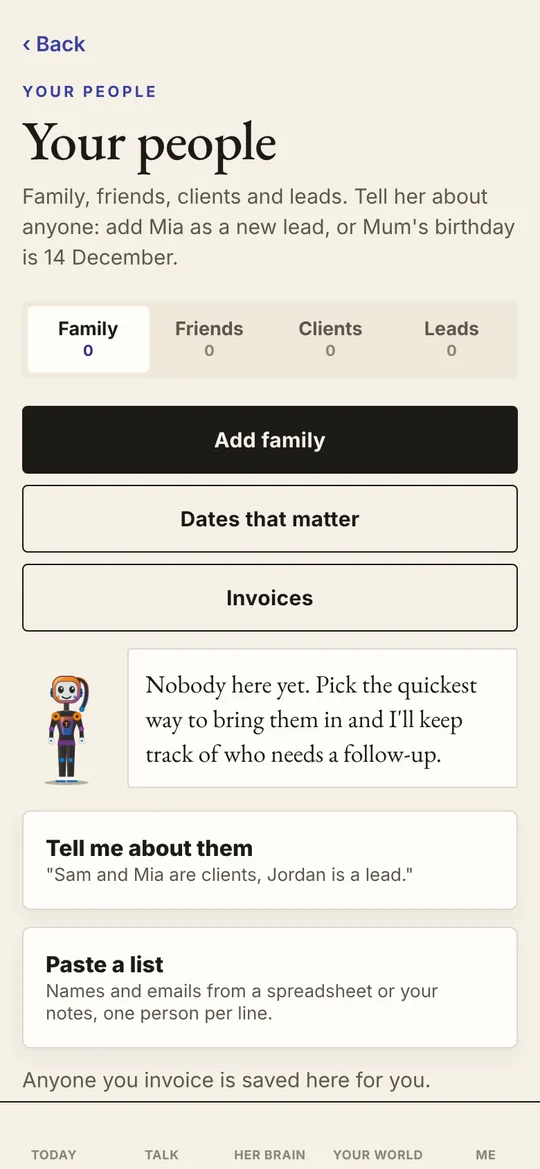 ‹ Back
YOUR PEOPLE
Your people
Family, friends, clients and leads. Tell her about
anyone: add Mia as a new lead, or Mum's birthday
is 14 December.
Family
0
Friends
0
Clients
0
Leads
0
Add family
Dates that matter
Invoices
Nobody here yet. Pick the quickest
way to bring them in and I'll keep
track of who needs a follow-up.
Tell me about them
"Sam and Mia are clients, Jordan is a lead."
Paste a list
Names and emails from a spreadsheet or your
notes, one person per line.
Anyone you invoice is saved here for you.
TODAY
TALK
HER BRAIN
YOUR WORLD
ME